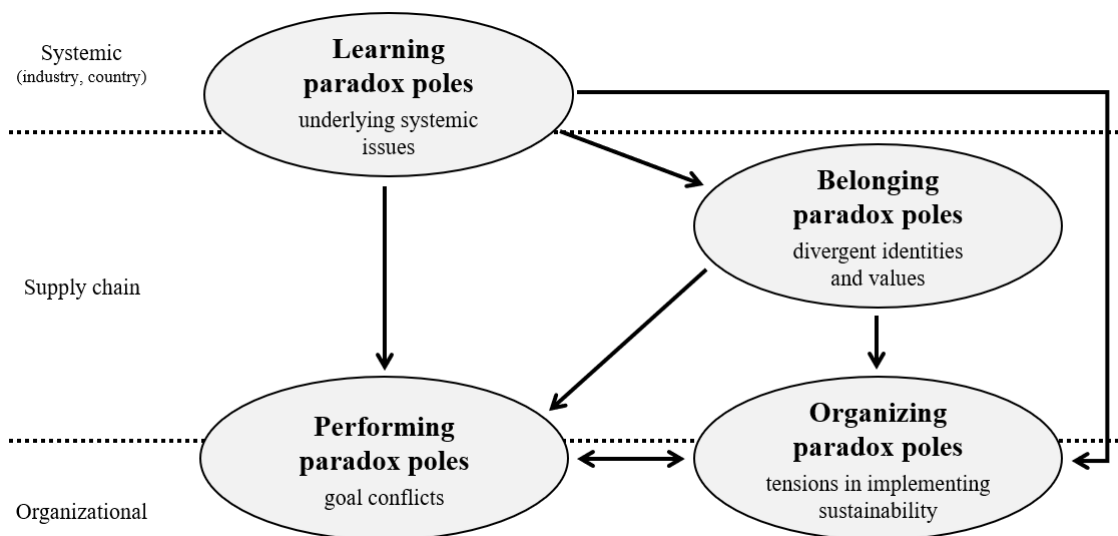 Systemic
(industry, country)
Learning
paradox poles
underlying systemic
issues
Belonging
paradox poles
divergent identities
and values
Supply chain
Performing
paradox poles
goal conflicts
Organizing
paradox poles
tensions in implementing
sustainability
Organizational